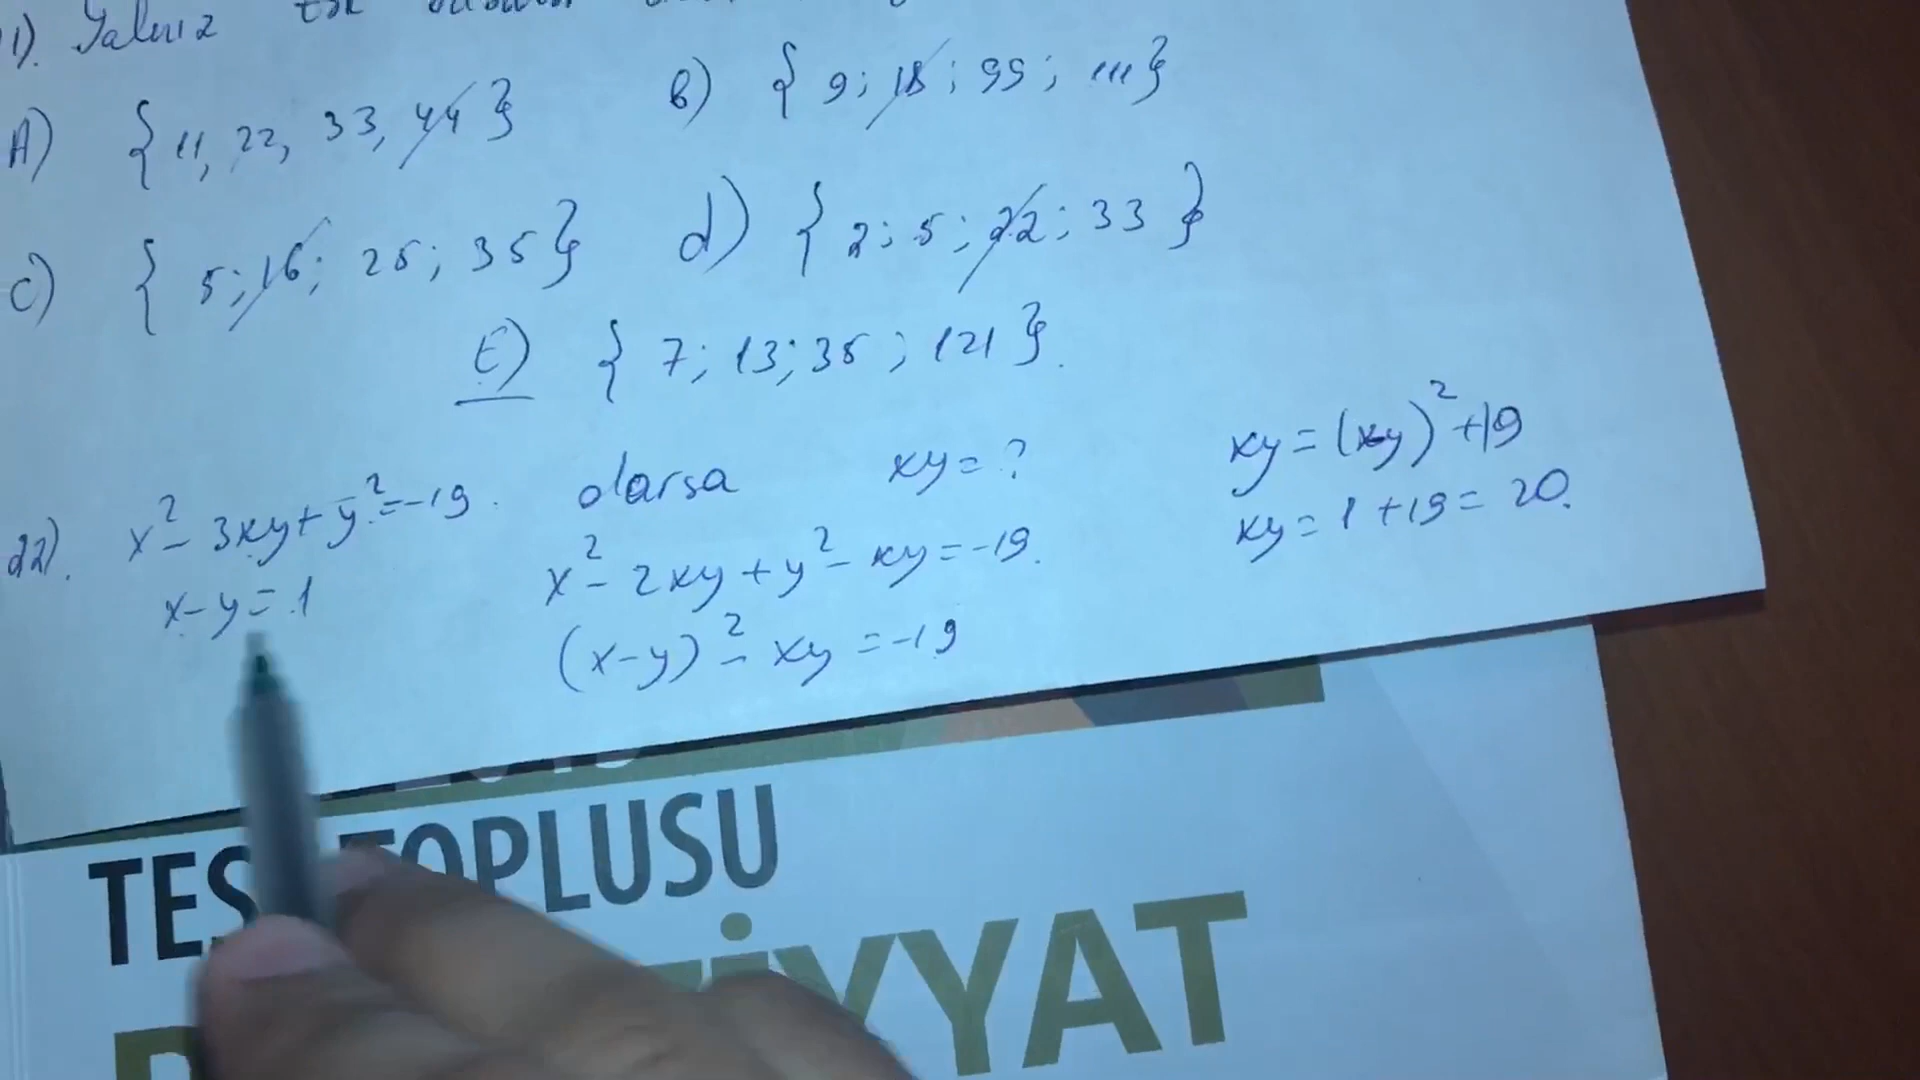 1). Yalnız tək
A) {11, 22, 33, 44} B) {9; 18; 99; 111}
C) {5; 16; 25; 35} d) {2; 5; 22; 33}
E) {7; 13; 35; 121}.
22). x² - 3xy + y² = -19. olarsa xy = ? xy = (x-y)² + 19
x - y = 1 x² - 2xy + y² - xy = -19. xy = 1 + 19 = 20.
(x-y)² - xy = -19
TOPLUSU